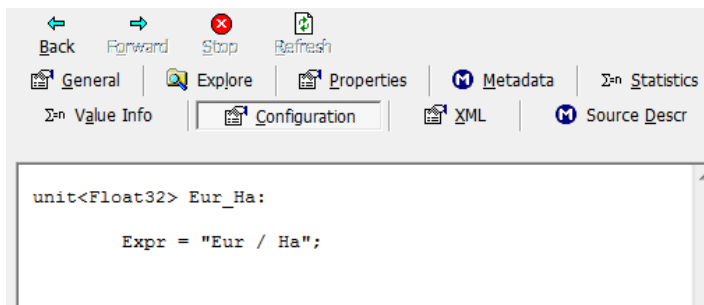 Back Forward Stop Refresh
General Explore Properties Metadata Σ=n Statistics
Σ=n Value Info Configuration XML Source Descr
unit<Float32> Eur_Ha:
Expr = "Eur / Ha";